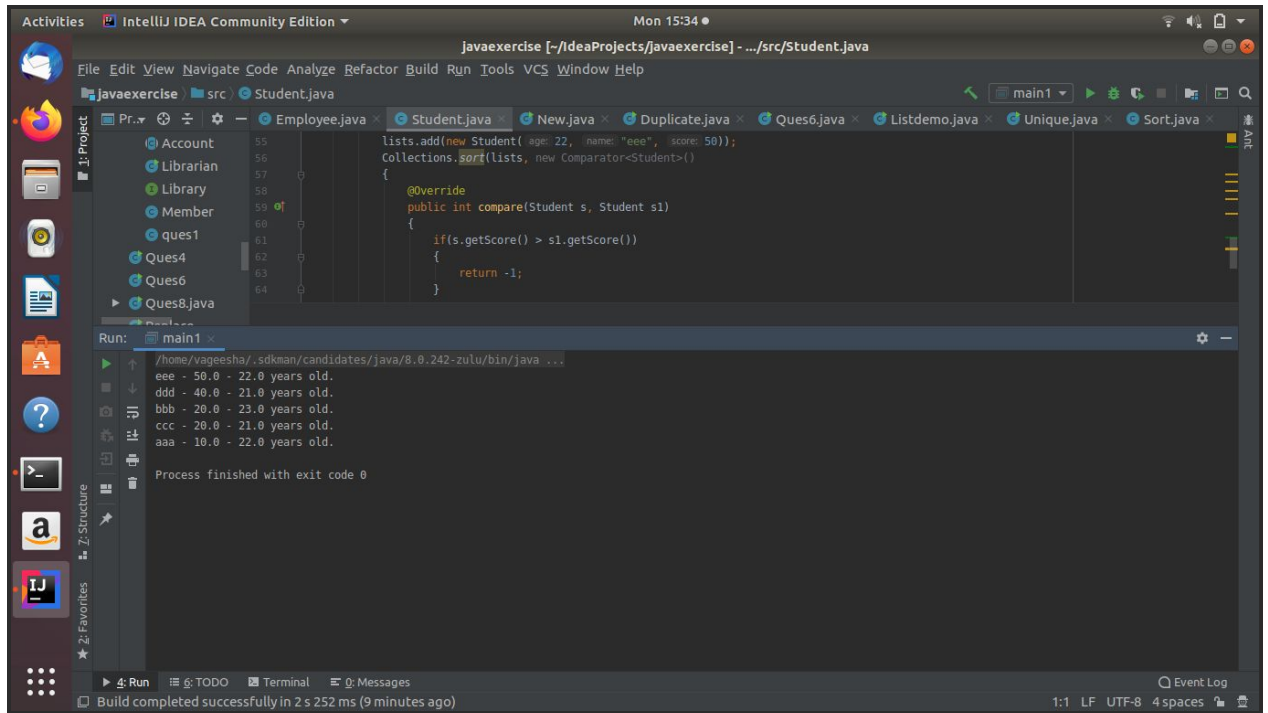 Activities IntelliJ IDEA Community Edition Mon 15:34
javaexercise [~/IdeaProjects/javaexercise] - .../src/Student.java
File Edit View Navigate Code Analyze Refactor Build Run Tools VCS Window Help
javaexercise src Student.java main1
1: Project
Pr... Employee.java Student.java New.java Duplicate.java Ques6.java Listdemo.java Unique.java Sort.java
Ant
Account
Librarian
Library
Member
ques1
Ques4
Ques6
Ques8.java
55 lists.add(new Student( age: 22, name: "eee", score: 50));
56 Collections.sort(lists, new Comparator<Student>()
57 {
58 @Override
59 public int compare(Student s, Student s1)
60 {
61 if(s.getScore() > s1.getScore())
62 {
63 return -1;
64 }
Run: main1
/home/vageesha/.sdkman/candidates/java/8.0.242-zulu/bin/java ...
eee - 50.0 - 22.0 years old.
ddd - 40.0 - 21.0 years old.
bbb - 20.0 - 23.0 years old.
ccc - 20.0 - 21.0 years old.
aaa - 10.0 - 22.0 years old.
Process finished with exit code 0
Z: Structure
2: Favorites
4: Run 6: TODO Terminal 0: Messages Event Log
Build completed successfully in 2 s 252 ms (9 minutes ago) 1:1 LF UTF-8 4 spaces